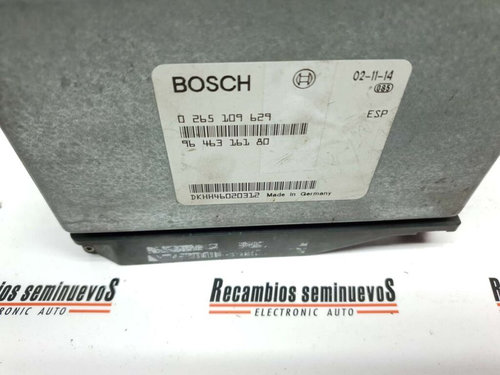 BOSCH
02-11-14
0 265 109 629
ESP
96 463 161 80
DKHH46020312 Made in Germany
Recambios seminuevoS
ELECTRONIC AUTO
Recambios seminuevoS
ELECTRONIC AUTO